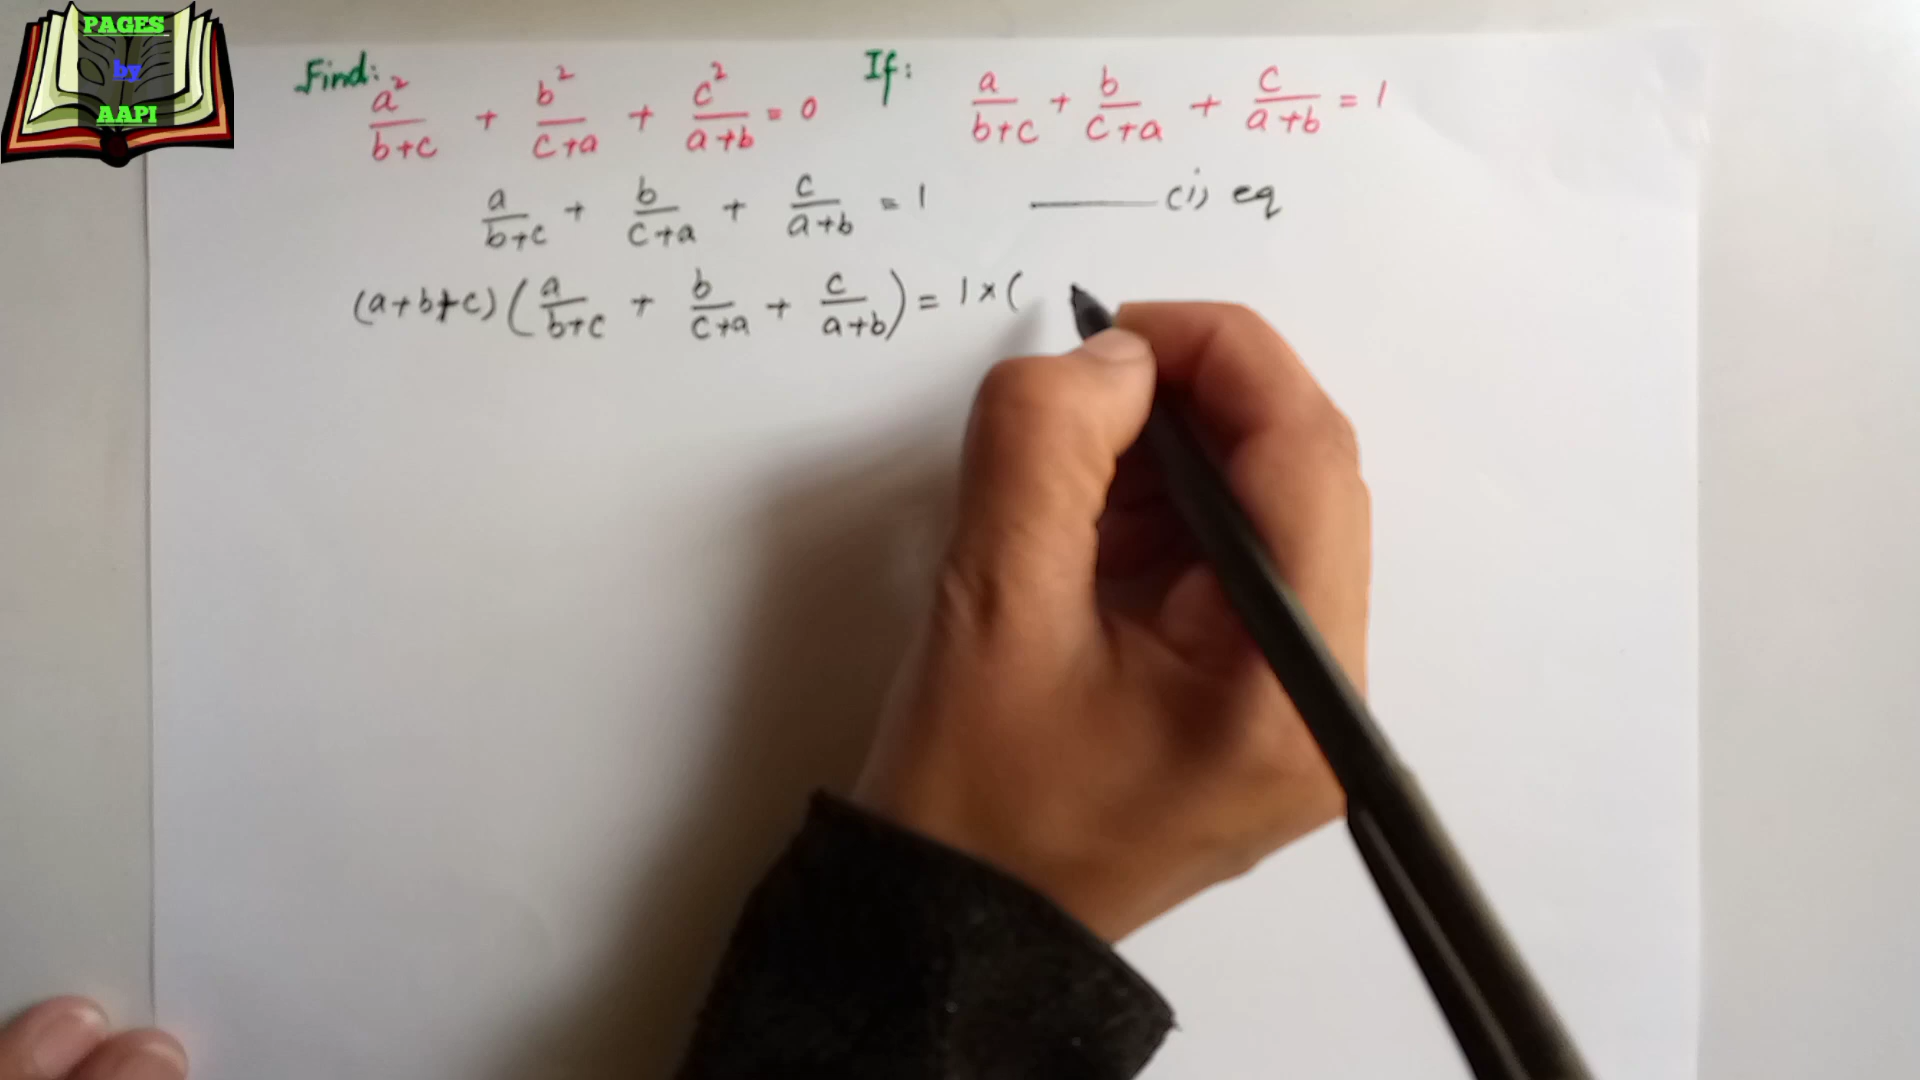 PAGES
by
AAPI
Find: a²/(b+c) + b²/(c+a) + c²/(a+b) = 0 If: a/(b+c) + b/(c+a) + c/(a+b) = 1
a/(b+c) + b/(c+a) + c/(a+b) = 1 —— (i) eq
(a+b+c)(a/(b+c) + b/(c+a) + c/(a+b)) = 1×(